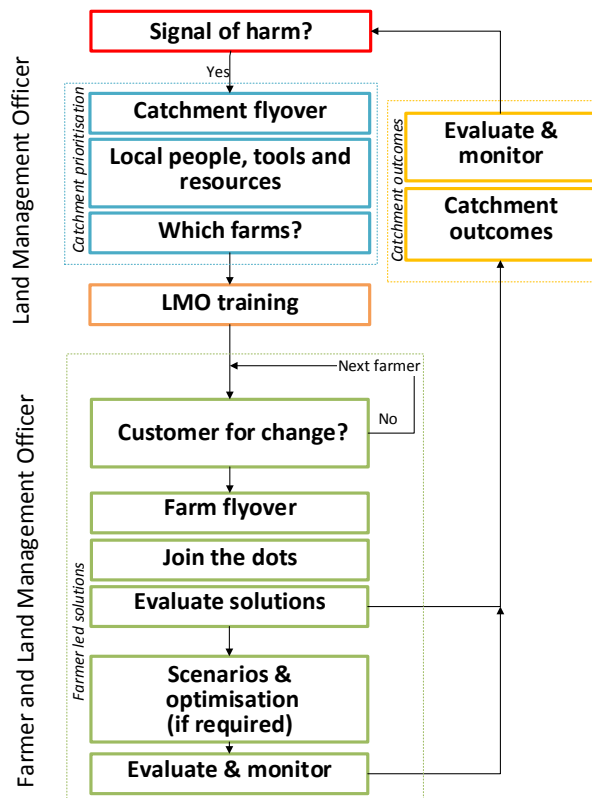 Signal of harm?
Yes
Land Management Officer
Catchment prioritisation
Catchment flyover
Local people, tools and
resources
Which farms?
LMO training
Catchment outcomes
Evaluate &
monitor
Catchment
outcomes
Farmer and Land Management Officer
Farmer led solutions
Next farmer
Customer for change?
No
Farm flyover
Join the dots
Evaluate solutions
Scenarios &
optimisation
(if required)
Evaluate & monitor